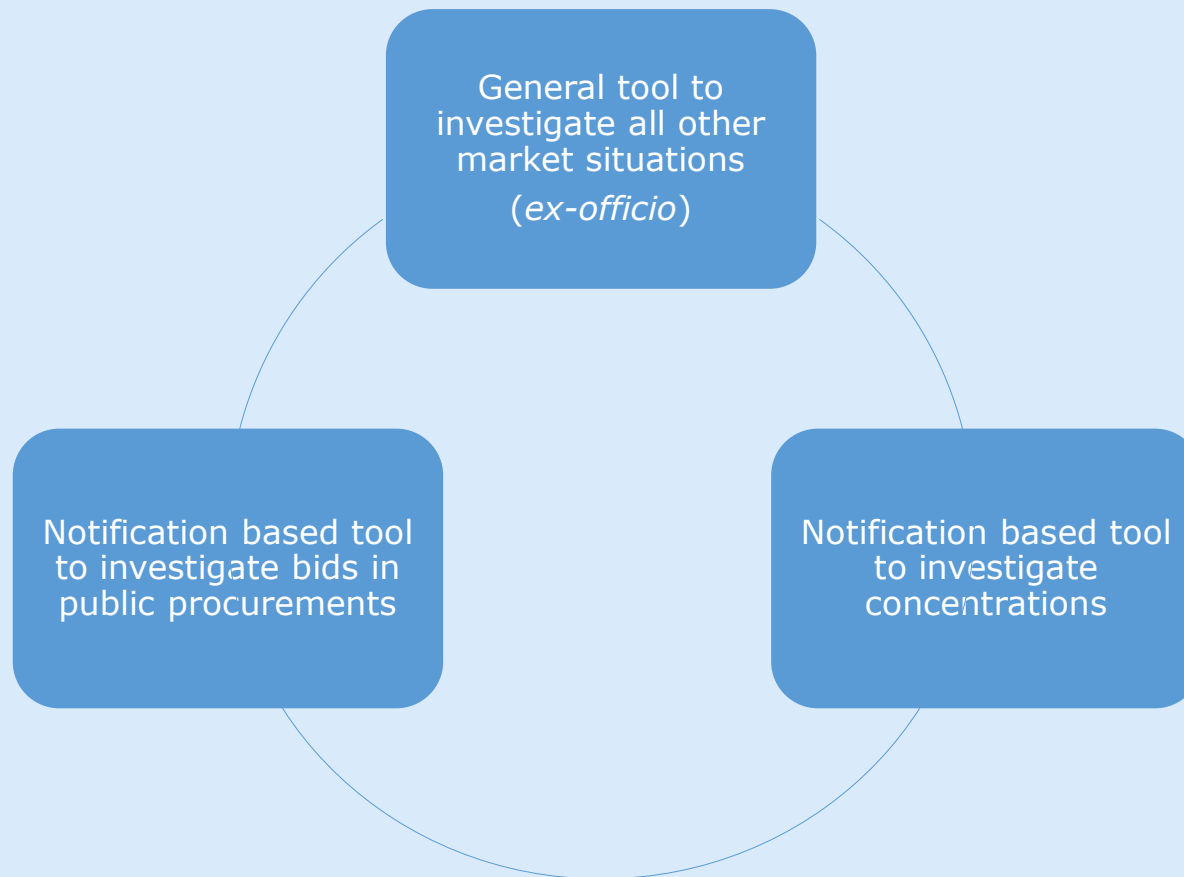 General tool to
investigate all other
market situations
(ex-officio)
Notification based tool
to investigate bids in
public procurements
Notification based tool
to investigate
concentrations